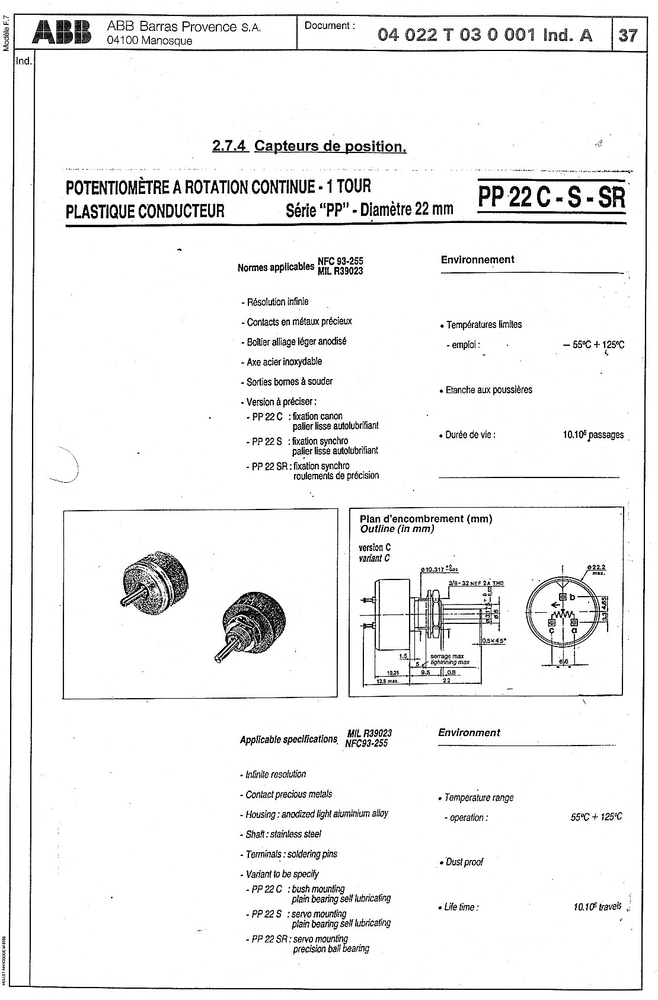 Modèle F.7
ABB
ABB Barras Provence S.A.
04100 Manosque
Document :
04 022 T 03 0 001 Ind. A
37
Ind.
2.7.4 Capteurs de position.
POTENTIOMÈTRE A ROTATION CONTINUE - 1 TOUR
PLASTIQUE CONDUCTEUR Série “PP” - Diamètre 22 mm
PP 22 C - S - SR
Normes applicables NFC 93-255
MIL R39023
- Résolution infinie
- Contacts en métaux précieux
- Boîtier alliage léger anodisé
- Axe acier inoxydable
- Sorties bornes à souder
- Version à préciser :
- PP 22 C : fixation canon
palier lisse autolubrifiant
- PP 22 S : fixation synchro
palier lisse autolubrifiant
- PP 22 SR : fixation synchro
roulements de précision
Environnement
• Températures limites
- emploi : — 55°C + 125°C
• Etanche aux poussières
• Durée de vie : 10.10⁶ passages
Plan d'encombrement (mm)
Outline (in mm)
version C
variant C
ø10.317 +0 -0.03
3/8-32 NEF 2A THD
ø3.17.5 +0 -0.02
ø6
0,5x45°
1.5
5
serrage max
tightnning max
10,25
9.5
0,8
13,5 max.
22
ø22,2
max.
b
c
a
3,3
4,65
6,6
Applicable specifications MIL R39023
NFC93-255
- Infinite resolution
- Contact precious metals
- Housing : anodized light aluminium alloy
- Shaft : stainless steel
- Terminals : soldering pins
- Variant to be specify
- PP 22 C : bush mounting
plain bearing self lubricating
- PP 22 S : servo mounting
plain bearing self lubricating
- PP 22 SR : servo mounting
precision ball bearing
Environment
• Temperature range
- operation : 55°C + 125°C
• Dust proof
• Life time : 10.10⁶ travels
MOLLET MANOSQUE M 8765